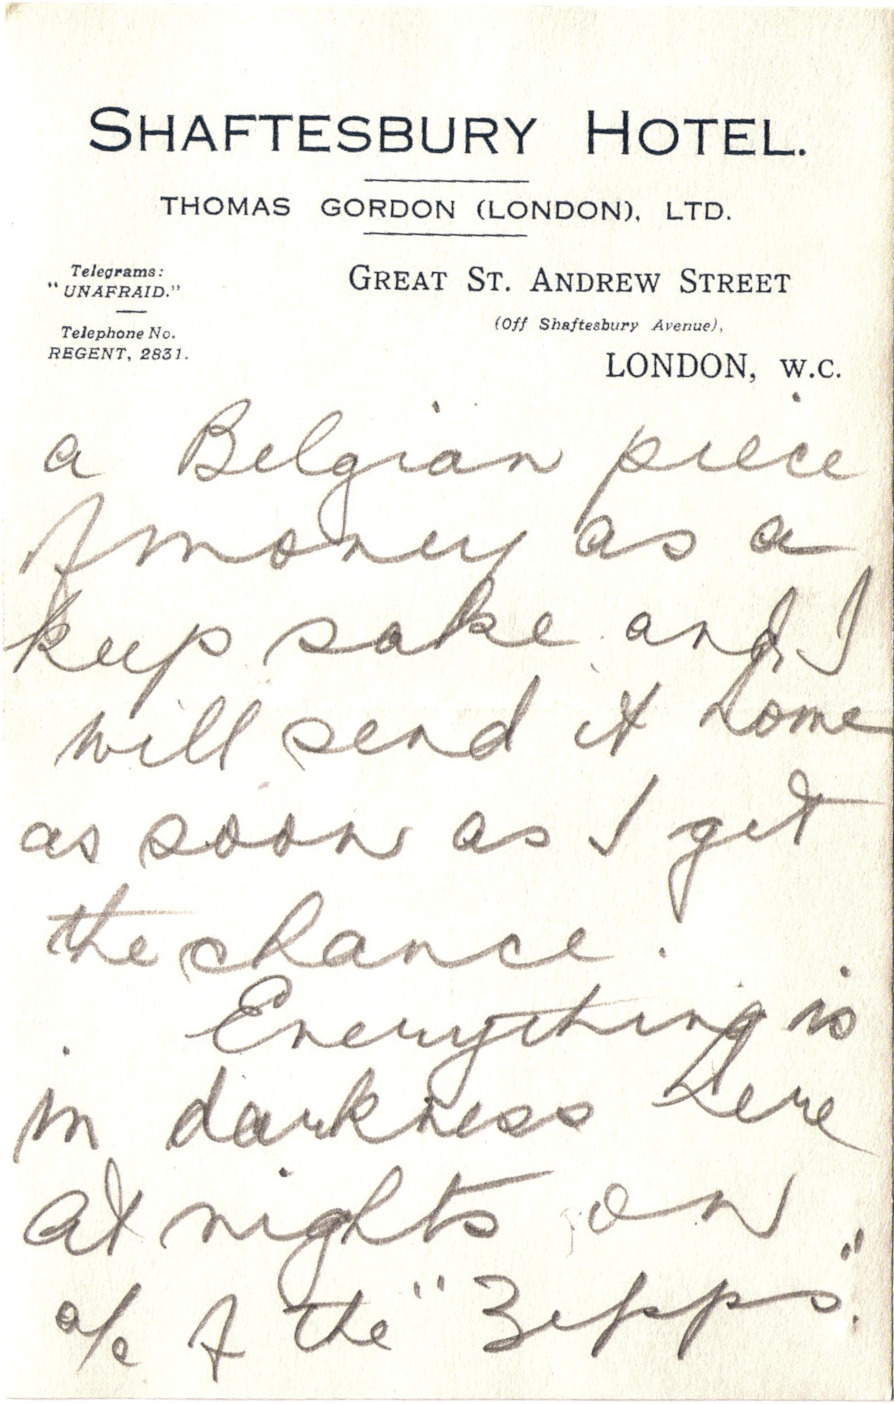 SHAFTESBURY HOTEL.
THOMAS GORDON (LONDON), LTD.
Telegrams:
"UNAFRAID."
Telephone No.
REGENT, 2831.
GREAT ST. ANDREW STREET
(Off Shaftesbury Avenue),
LONDON, W.C.
a Belgian piece
of money as a
keep sake and I
will send it home
as soon as I get
the chance.
Everything is
in darkness here
at nights on
a/c of the "Zepps".